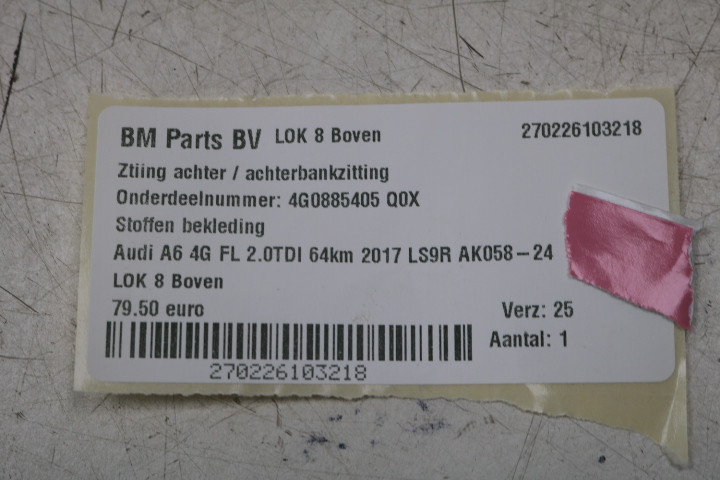 BM Parts BV LOK 8 Boven 270226103218
Ztiing achter / achterbankzitting
Onderdeelnummer: 4G0885405 Q0X
Stoffen bekleding
Audi A6 4G FL 2.0TDI 64km 2017 LS9R AK058-24
LOK 8 Boven
79.50 euro Verz: 25
Aantal: 1
270226103218